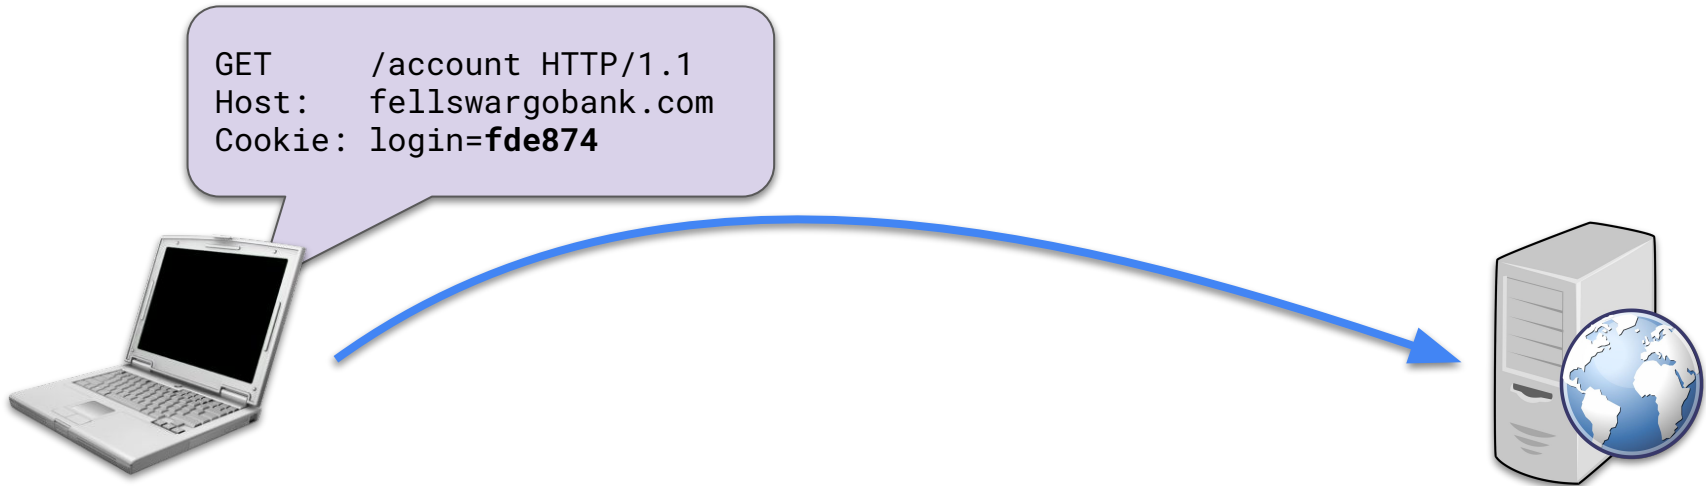 GET /account HTTP/1.1
Host: fellswargobank.com
Cookie: login=fde874